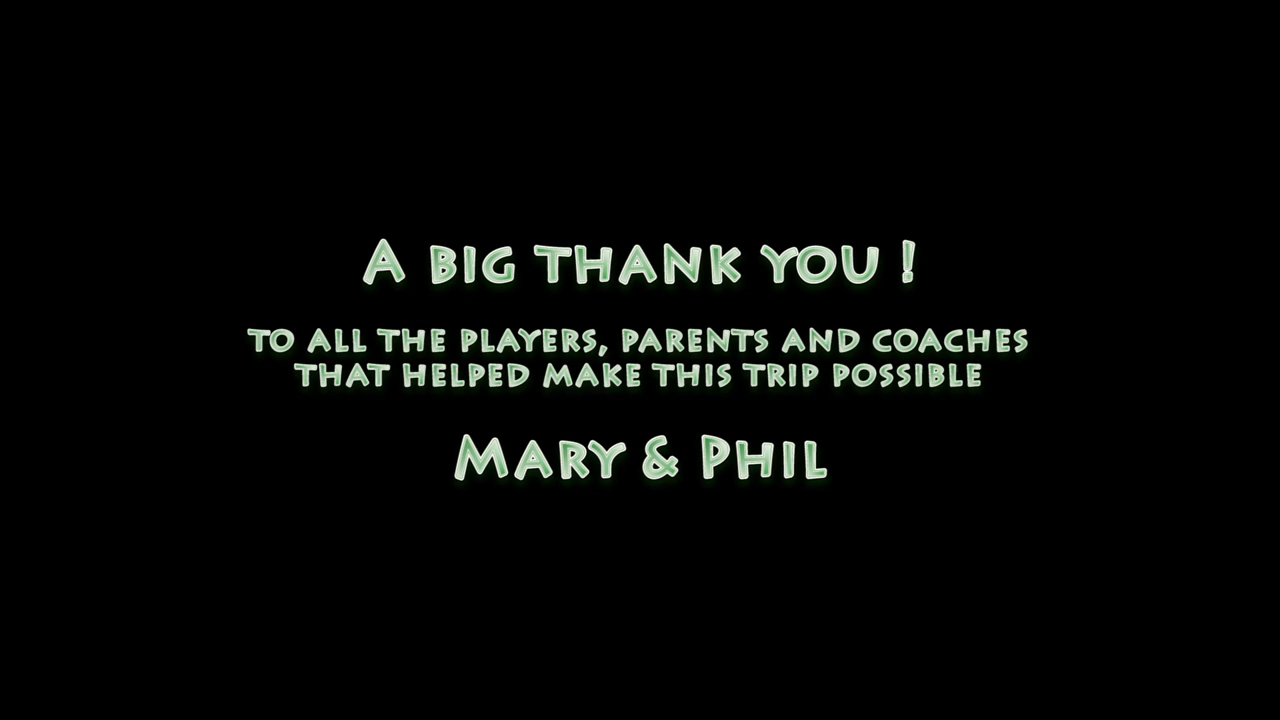 A BIG THANK YOU !
TO ALL THE PLAYERS, PARENTS AND COACHES
THAT HELPED MAKE THIS TRIP POSSIBLE
MARY & PHIL